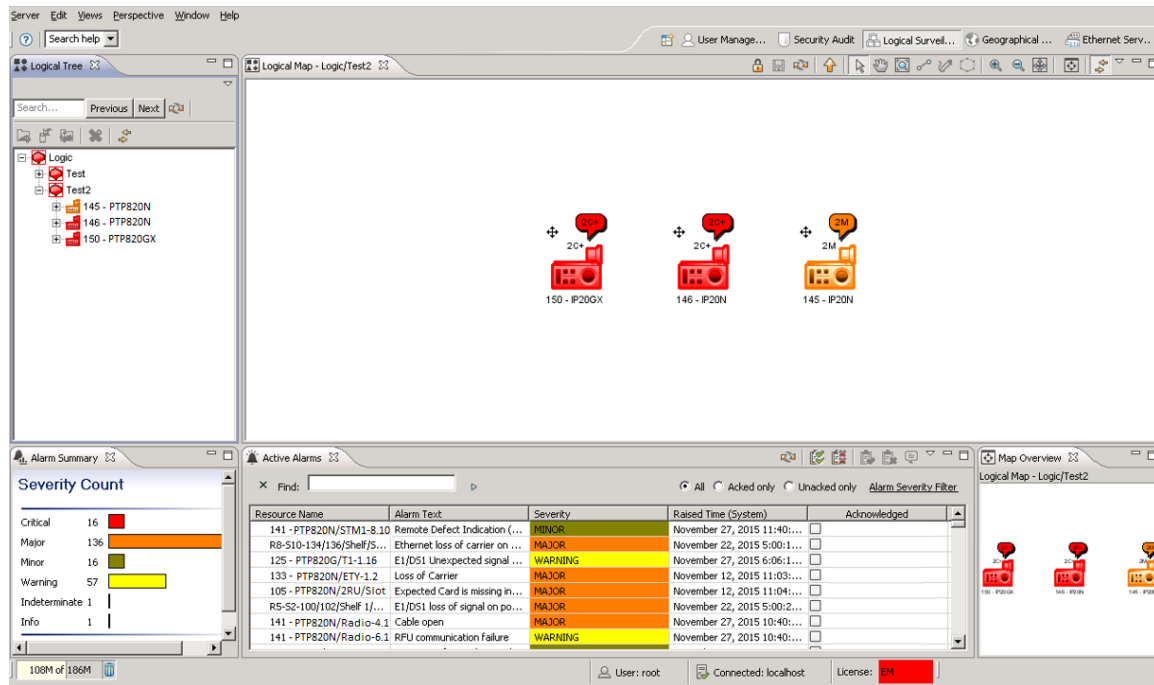 Server Edit Views Perspective Window Help
Search help
User Manage... Security Audit Logical Surveil... Geographical ... Ethernet Serv..
Logical Tree
Search... Previous Next
Logic
Test
Test2
145 - PTP820N
146 - PTP820N
150 - PTP820GX
Logical Map - Logic/Test2
2C+ 2C+ 2M
2C+ 2C+ 2M
150 - IP20GX 146 - IP20N 145 - IP20N
Alarm Summary
Severity Count
Critical 16
Major 136
Minor 16
Warning 57
Indeterminate 1
Info 1
Active Alarms
Find: All Acked only Unacked only Alarm Severity Filter
Resource Name Alarm Text Severity Raised Time (System) Acknowledged
141 - PTP820N/STM1-8.10 Remote Defect Indication (... MINOR November 27, 2015 11:40:...
R8-S10-134/136/Shelf/S... Ethernet loss of carrier on ... MAJOR November 22, 2015 5:00:1...
125 - PTP820G/T1-1.16 E1/DS1 Unexpected signal ... WARNING November 27, 2015 6:06:1...
133 - PTP820N/ETY-1.2 Loss of Carrier MAJOR November 12, 2015 11:03:...
105 - PTP820N/2RU/Slot Expected Card is missing in... MAJOR November 12, 2015 11:04:...
R5-S2-100/102/Shelf 1/... E1/DS1 loss of signal on po... MAJOR November 22, 2015 5:00:2...
141 - PTP820N/Radio-4.1 Cable open MAJOR November 27, 2015 10:40:...
141 - PTP820N/Radio-6.1 RFU communication failure WARNING November 27, 2015 10:40:...
Map Overview
Logical Map - Logic/Test2
150 - IP20GX 146 - IP20N
108M of 186M
User: root Connected: localhost License: EM